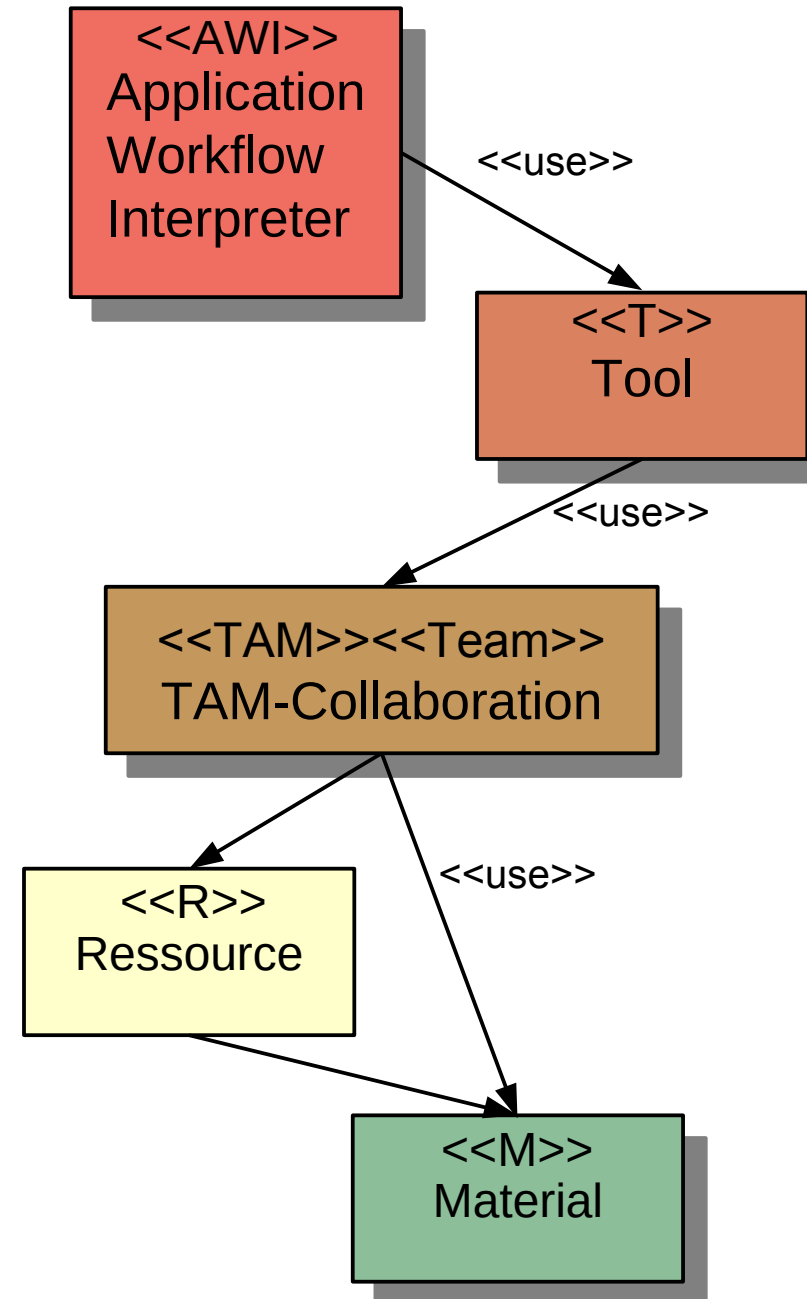 <<AWI>>
Application
Workflow
Interpreter
<<use>>
<<T>>
Tool
<<use>>
<<TAM>><<Team>>
TAM-Collaboration
<<R>>
Ressource
<<use>>
<<M>>
Material